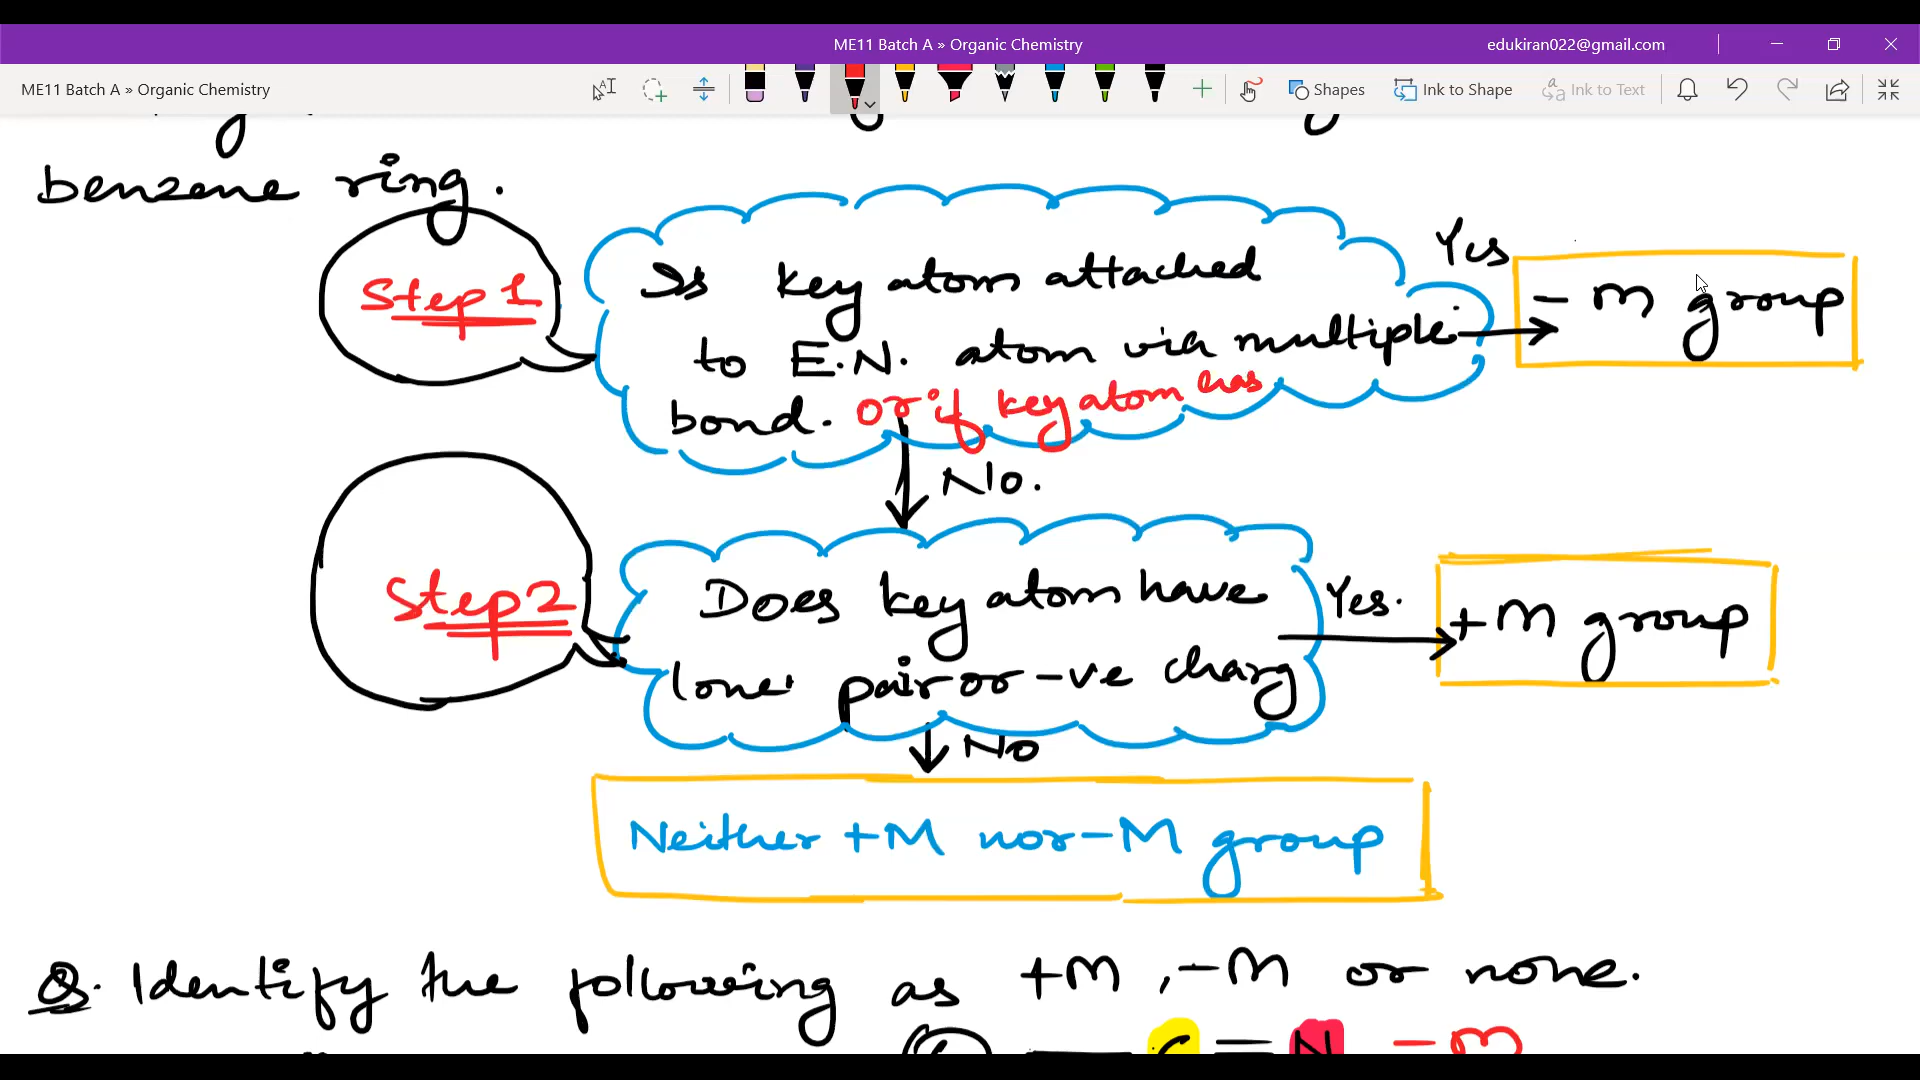 ME11 Batch A » Organic Chemistry
edukiran022@gmail.com
ME11 Batch A » Organic Chemistry
Shapes
Ink to Shape
Ink to Text
benzene ring.
Step 1
Is key atom attached
to E.N. atom via multiple
bond. or if key atom has
Yes
- M group
No.
Step 2
Does key atom have
lone pair or -ve charg
Yes.
+M group
No
Neither +M nor -M group
Q. Identify the following as +M, -M or none.
C = N - M